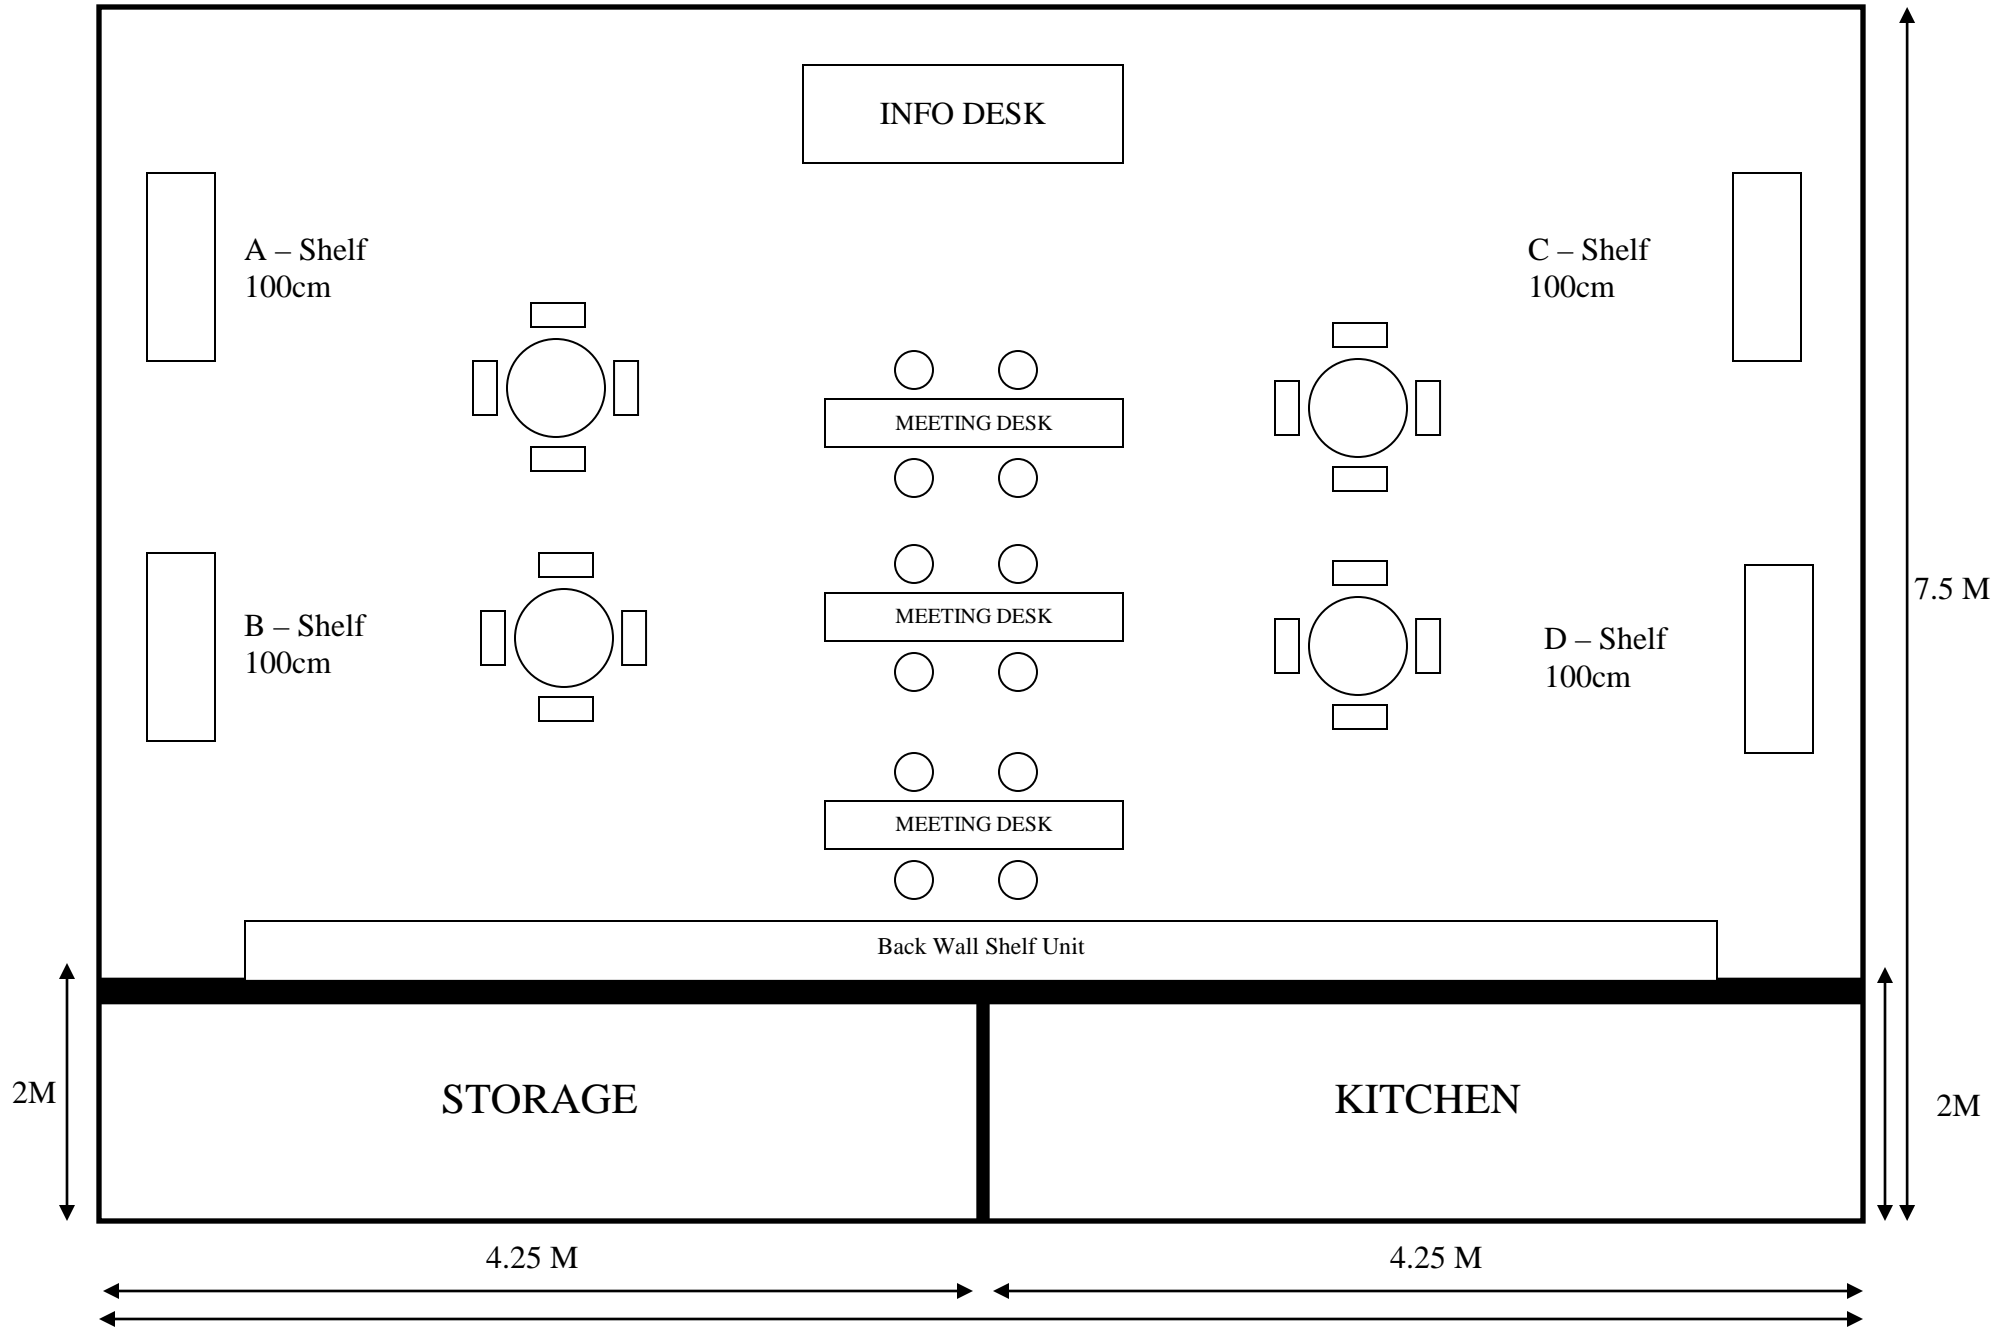 INFO DESK
A – Shelf
100cm
C – Shelf
100cm
MEETING DESK
MEETING DESK
7.5 M
B – Shelf
100cm
D – Shelf
100cm
MEETING DESK
Back Wall Shelf Unit
2M
STORAGE
KITCHEN
2M
4.25 M
4.25 M